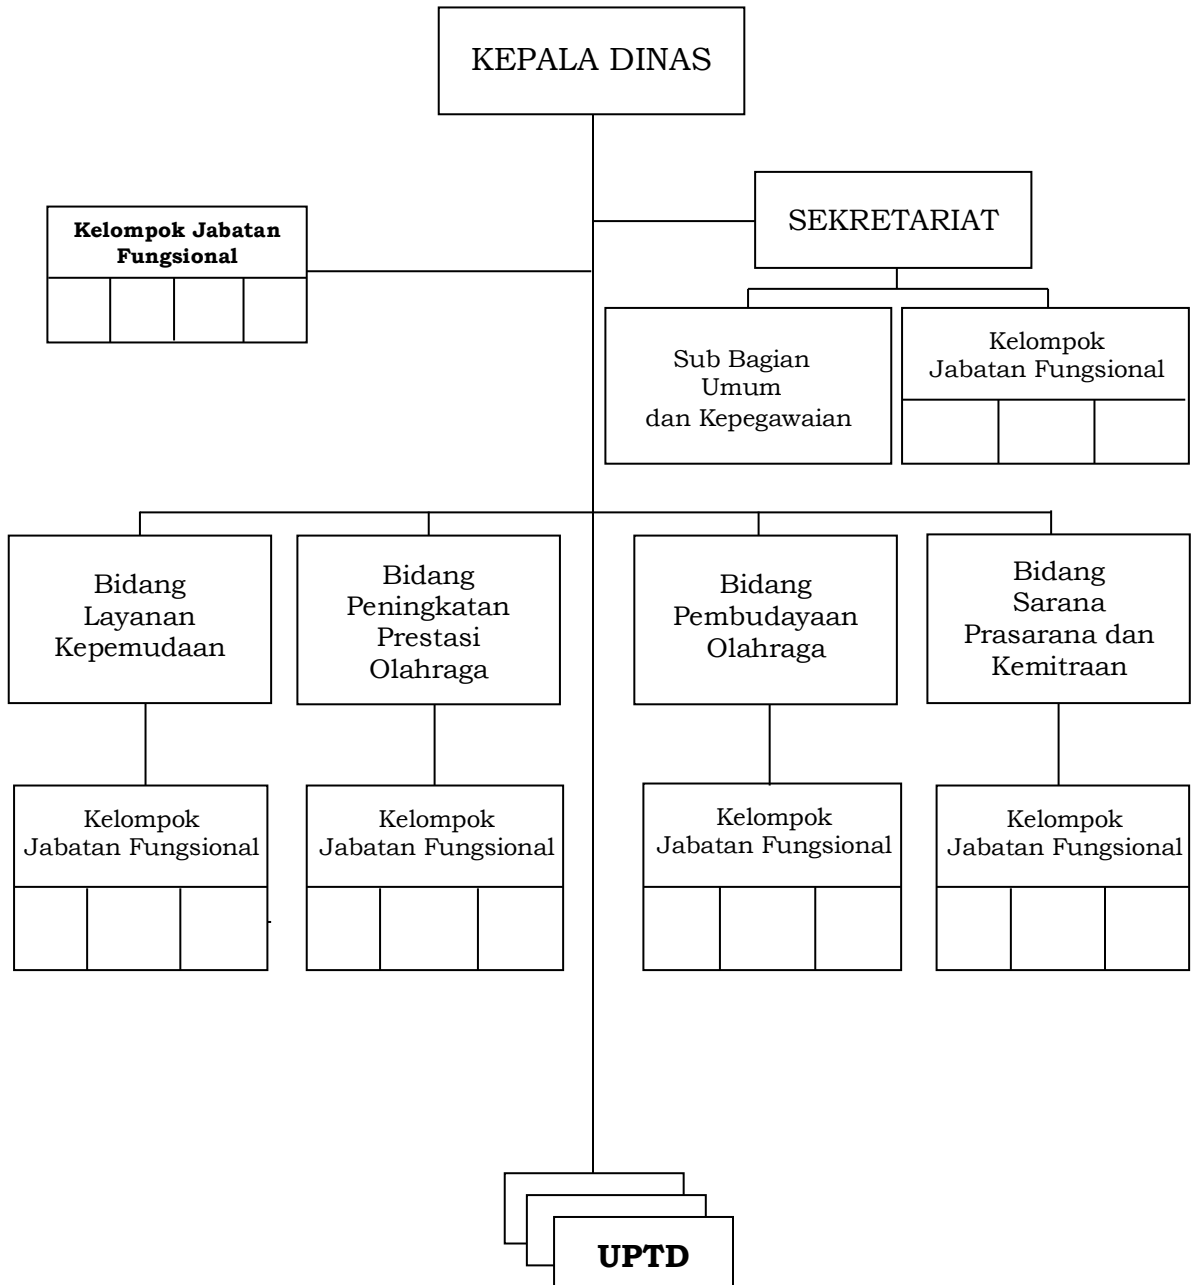 KEPALA DINAS
SEKRETARIAT
Kelompok Jabatan
Fungsional
Sub Bagian
Umum
dan Kepegawaian
Kelompok
Jabatan Fungsional
Bidang
Layanan
Kepemudaan
Bidang
Peningkatan
Prestasi
Olahraga
Bidang
Pembudayaan
Olahraga
Bidang
Sarana
Prasarana dan
Kemitraan
Kelompok
Jabatan Fungsional
Kelompok
Jabatan Fungsional
Kelompok
Jabatan Fungsional
Kelompok
Jabatan Fungsional
UPTD